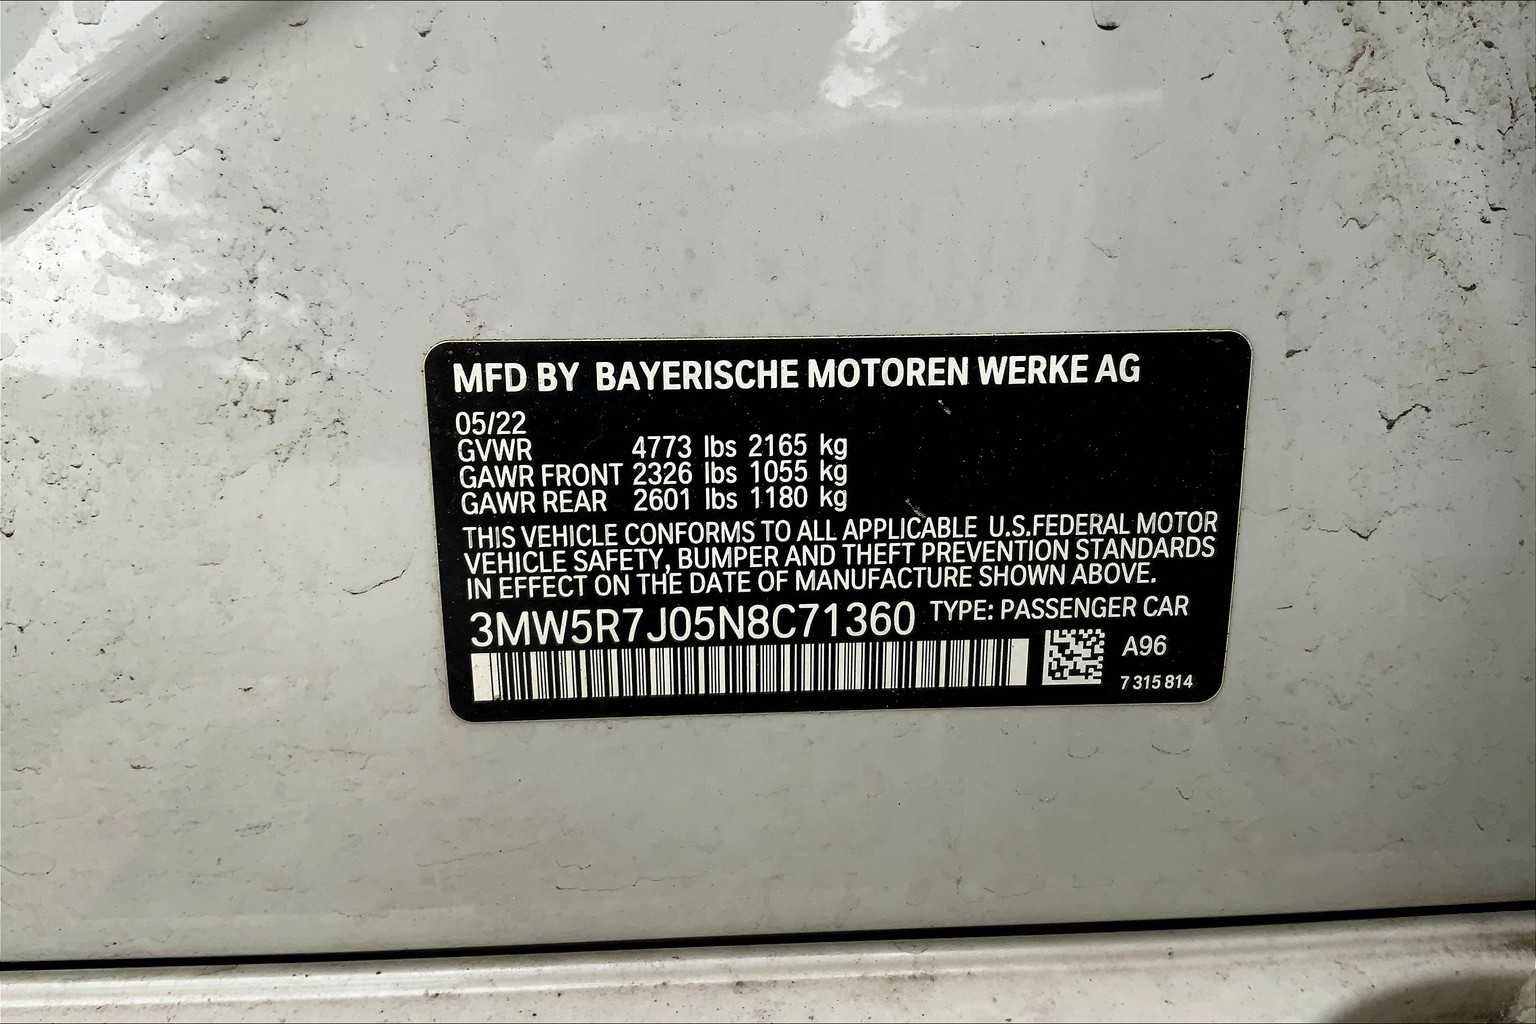 MFD BY BAYERISCHE MOTOREN WERKE AG
05/22
GVWR 4773 lbs 2165 kg
GAWR FRONT 2326 lbs 1055 kg
GAWR REAR 2601 lbs 1180 kg
THIS VEHICLE CONFORMS TO ALL APPLICABLE U.S.FEDERAL MOTOR
VEHICLE SAFETY, BUMPER AND THEFT PREVENTION STANDARDS
IN EFFECT ON THE DATE OF MANUFACTURE SHOWN ABOVE.
3MW5R7J05N8C71360 TYPE: PASSENGER CAR
A96
7 315 814